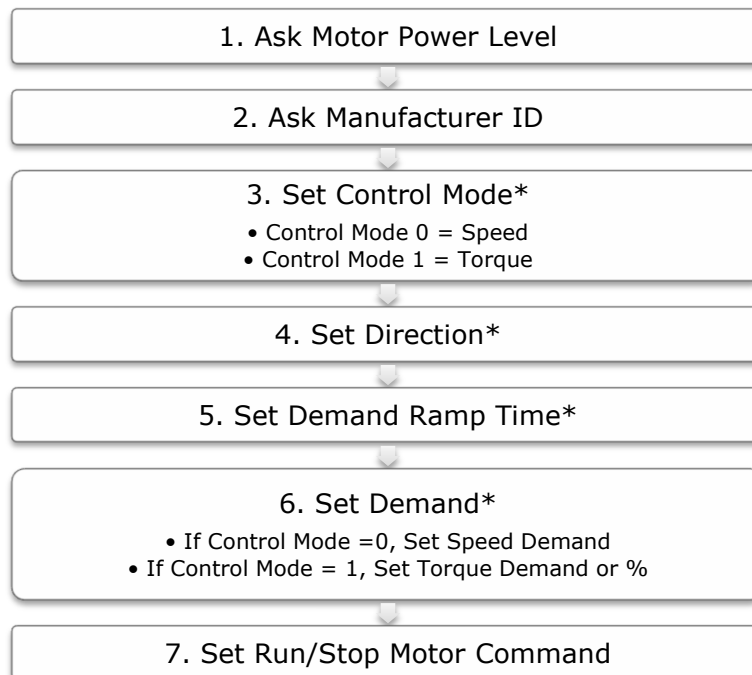 1. Ask Motor Power Level
2. Ask Manufacturer ID
3. Set Control Mode*
• Control Mode 0 = Speed
• Control Mode 1 = Torque
4. Set Direction*
5. Set Demand Ramp Time*
6. Set Demand*
• If Control Mode =0, Set Speed Demand
• If Control Mode = 1, Set Torque Demand or %
7. Set Run/Stop Motor Command